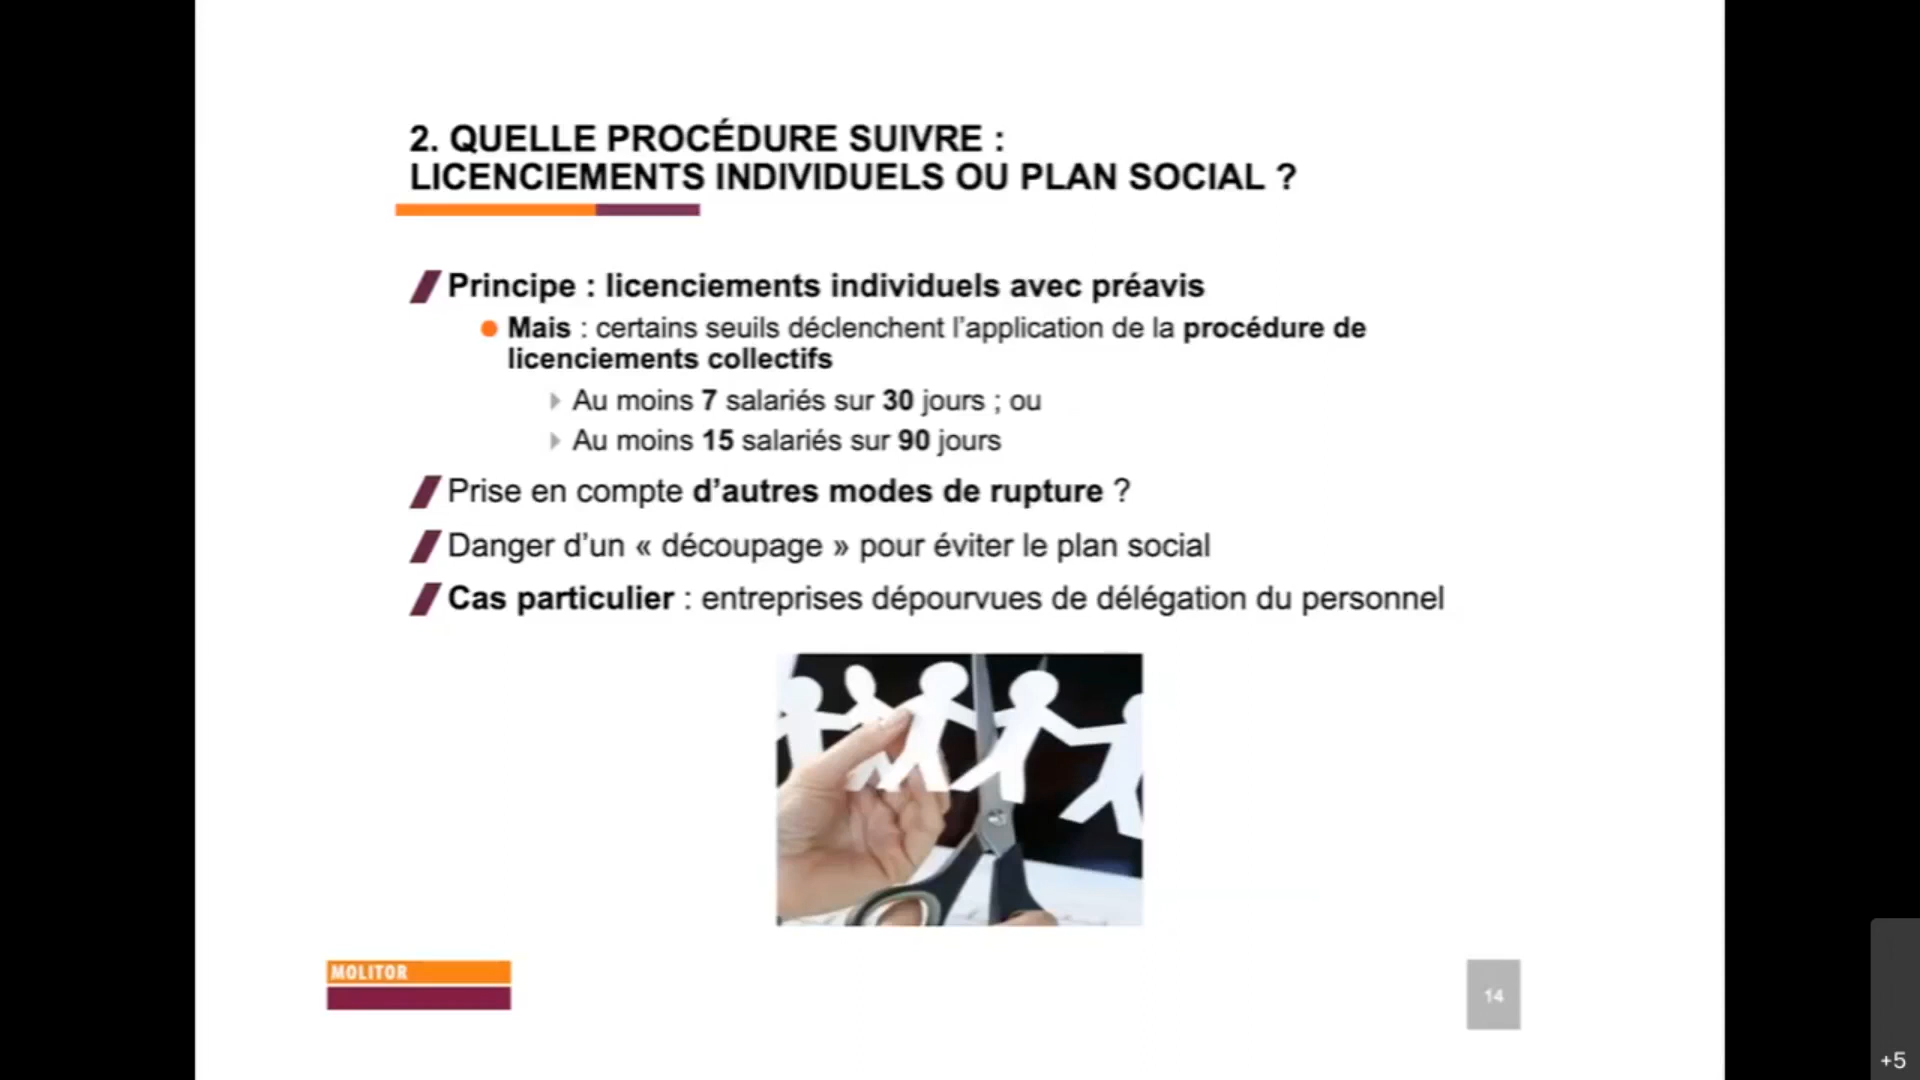 2. QUELLE PROCÉDURE SUIVRE :
LICENCIEMENTS INDIVIDUELS OU PLAN SOCIAL ?
Principe : licenciements individuels avec préavis
Mais : certains seuils déclenchent l’application de la procédure de
licenciements collectifs
Au moins 7 salariés sur 30 jours ; ou
Au moins 15 salariés sur 90 jours
Prise en compte d’autres modes de rupture ?
Danger d’un « découpage » pour éviter le plan social
Cas particulier : entreprises dépourvues de délégation du personnel
MOLITOR
14
+5